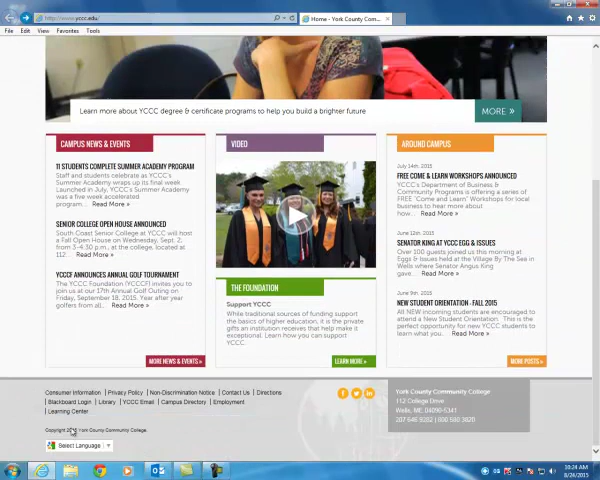 http://www.yccc.edu/
Home - York County Com...
File Edit View Favorites Tools
Learn more about YCCC degree & certificate programs to help you build a brighter future
MORE »
CAMPUS NEWS & EVENTS
11 STUDENTS COMPLETE SUMMER ACADEMY PROGRAM
Staff and students celebrate as YCCC's
Summer Academy wraps up its final week
Launched in July, YCCC's Summer
Academy was a five week accelerated
program.... Read More »
SENIOR COLLEGE OPEN HOUSE ANNOUNCED
South Coast Senior College at YCCC will host
a Fall Open House on Wednesday, Sept. 2,
from 3-4:30 p.m., at the college, located at
112... Read More »
YCCCF ANNOUNCES ANNUAL GOLF TOURNAMENT
The YCCC Foundation (YCCCF) invites you to
join us at our 17th Annual Golf Outing on
Friday, September 18, 2015. Year after year
golfers from all... Read More »
MORE NEWS & EVENTS »
VIDEO
THE FOUNDATION
Support YCCC
While traditional sources of funding support
the basics of higher education, it is the private
gifts an institution receives that help make it
exceptional. Learn how you can support
YCCC.
LEARN MORE »
AROUND CAMPUS
July 14th, 2015
FREE COME & LEARN WORKSHOPS ANNOUNCED
YCCC's Department of Business &
Community Programs is offering a series of
FREE "Come and Learn" Workshops for local
business to hear more about
how... Read More »
June 12th, 2015
SENATOR KING AT YCCC EGG & ISSUES
Over 100 guests joined us this morning at
Eggs & Issues held at the Village By The Sea in
Wells where Senator Angus King
gave... Read More »
June 9th, 2015
NEW STUDENT ORIENTATION - FALL 2015
All NEW incoming students are encouraged to
attend a New Student Orientation. This is the
perfect opportunity for new YCCC students to
learn what you... Read More »
MORE POSTS »
Consumer Information | Privacy Policy | Non-Discrimination Notice | Contact Us | Directions
| Blackboard Login | Library | YCCC Email | Campus Directory | Employment
| Learning Center
York County Community College
112 College Drive
Wells, ME 04090-5341
207 646 9282 | 800 580 3820
Copyright York County Community College.
Select Language
10:24 AM
8/24/2015